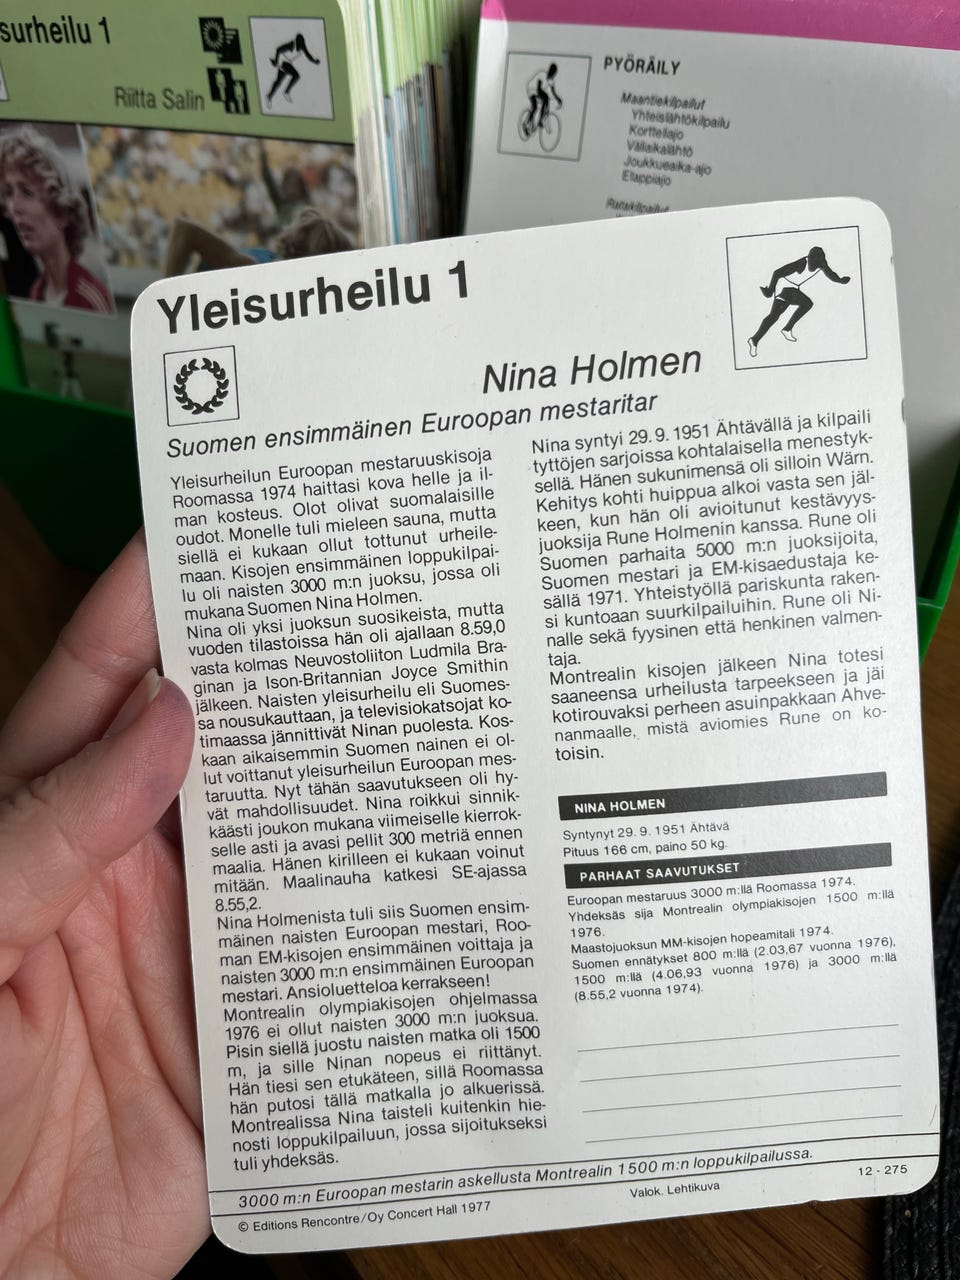 surheilu 1
Riitta Salin
PYÖRÄILY
Maantiekilpailut
Yhteislähtökilpailu
Korttelijo
Väliaikalähtö
Joukkueaika-ajo
Etappiajo
Ratakilpailut
Yleisurheilu 1
Nina Holmen
Suomen ensimmäinen Euroopan mestaritar
Yleisurheilun Euroopan mestaruuskisoja
Roomassa 1974 haittasi kova helle ja il-
man kosteus. Olot olivat suomalaisille
oudot. Monelle tuli mieleen sauna, mutta
siellä ei kukaan ollut tottunut urheile-
maan. Kisojen ensimmäinen loppukilpai-
lu oli naisten 3000 m:n juoksu, jossa oli
mukana Suomen Nina Holmen.
Nina oli yksi juoksun suosikeista, mutta
vuoden tilastoissa hän oli ajallaan 8.59,0
vasta kolmas Neuvostoliiton Ludmila Bra-
ginan ja Ison-Britannian Joyce Smithin
jälkeen. Naisten yleisurheilu eli Suomes-
sa nousukauttaan, ja televisiokatsojat ko-
timaassa jännittivät Ninan puolesta. Kos-
kaan aikaisemmin Suomen nainen ei ol-
lut voittanut yleisurheilun Euroopan mes-
taruutta. Nyt tähän saavutukseen oli hy-
vät mahdollisuudet. Nina roikkui sinnik-
käästi joukon mukana viimeiselle kierrok-
selle asti ja avasi pellit 300 metriä ennen
maalia. Hänen kirilleen ei kukaan voinut
mitään. Maalinauha katkesi SE-ajassa
8.55,2.
Nina Holmenista tuli siis Suomen ensim-
mäinen naisten Euroopan mestari, Roo-
man EM-kisojen ensimmäinen voittaja ja
naisten 3000 m:n ensimmäinen Euroopan
mestari. Ansioluetteloa kerrakseen!
Montrealin olympiakisojen ohjelmassa
1976 ei ollut naisten 3000 m:n juoksua.
Pisin siellä juostu naisten matka oli 1500
m, ja sille Ninan nopeus ei riittänyt.
Hän tiesi sen etukäteen, sillä Roomassa
hän putosi tällä matkalla jo alkuerissä.
Montrealissa Nina taisteli kuitenkin hie-
nosti loppukilpailuun, jossa sijoitukseksi
tuli yhdeksäs.
Nina syntyi 29.9.1951 Ähtävällä ja kilpaili
tyttöjen sarjoissa kohtalaisella menestyk-
sellä. Hänen sukunimensä oli silloin Wärn.
Kehitys kohti huippua alkoi vasta sen jäl-
keen, kun hän oli avioitunut kestävyys-
juoksija Rune Holmenin kanssa. Rune oli
Suomen parhaita 5000 m:n juoksijoita,
Suomen mestari ja EM-kisaedustaja ke-
sällä 1971. Yhteistyöllä pariskunta raken-
si kuntoaan suurkilpailuihin. Rune oli Ni-
nalle sekä fyysinen että henkinen valmen-
taja.
Montrealin kisojen jälkeen Nina totesi
saaneensa urheilusta tarpeekseen ja jäi
kotirouvaksi perheen asuinpakkaan Ahve-
nanmaalle, mistä aviomies Rune on ko-
toisin.
NINA HOLMEN
Syntynyt 29. 9. 1951 Ähtävä
Pituus 166 cm, paino 50 kg.
PARHAAT SAAVUTUKSET
Euroopan mestaruus 3000 m:llä Roomassa 1974.
Yhdeksäs sija Montrealin olympiakisojen 1500 m:llä
1976.
Maastojuoksun MM-kisojen hopeamitali 1974.
Suomen ennätykset 800 m:llä (2.03,67 vuonna 1976),
1500 m:llä (4.06,93 vuonna 1976) ja 3000 m:llä
(8.55,2 vuonna 1974).
3000 m:n Euroopan mestarin askellusta Montrealin 1500 m:n loppukilpailussa.
12 - 275
Valok. Lehtikuva
© Editions Rencontre/Oy Concert Hall 1977